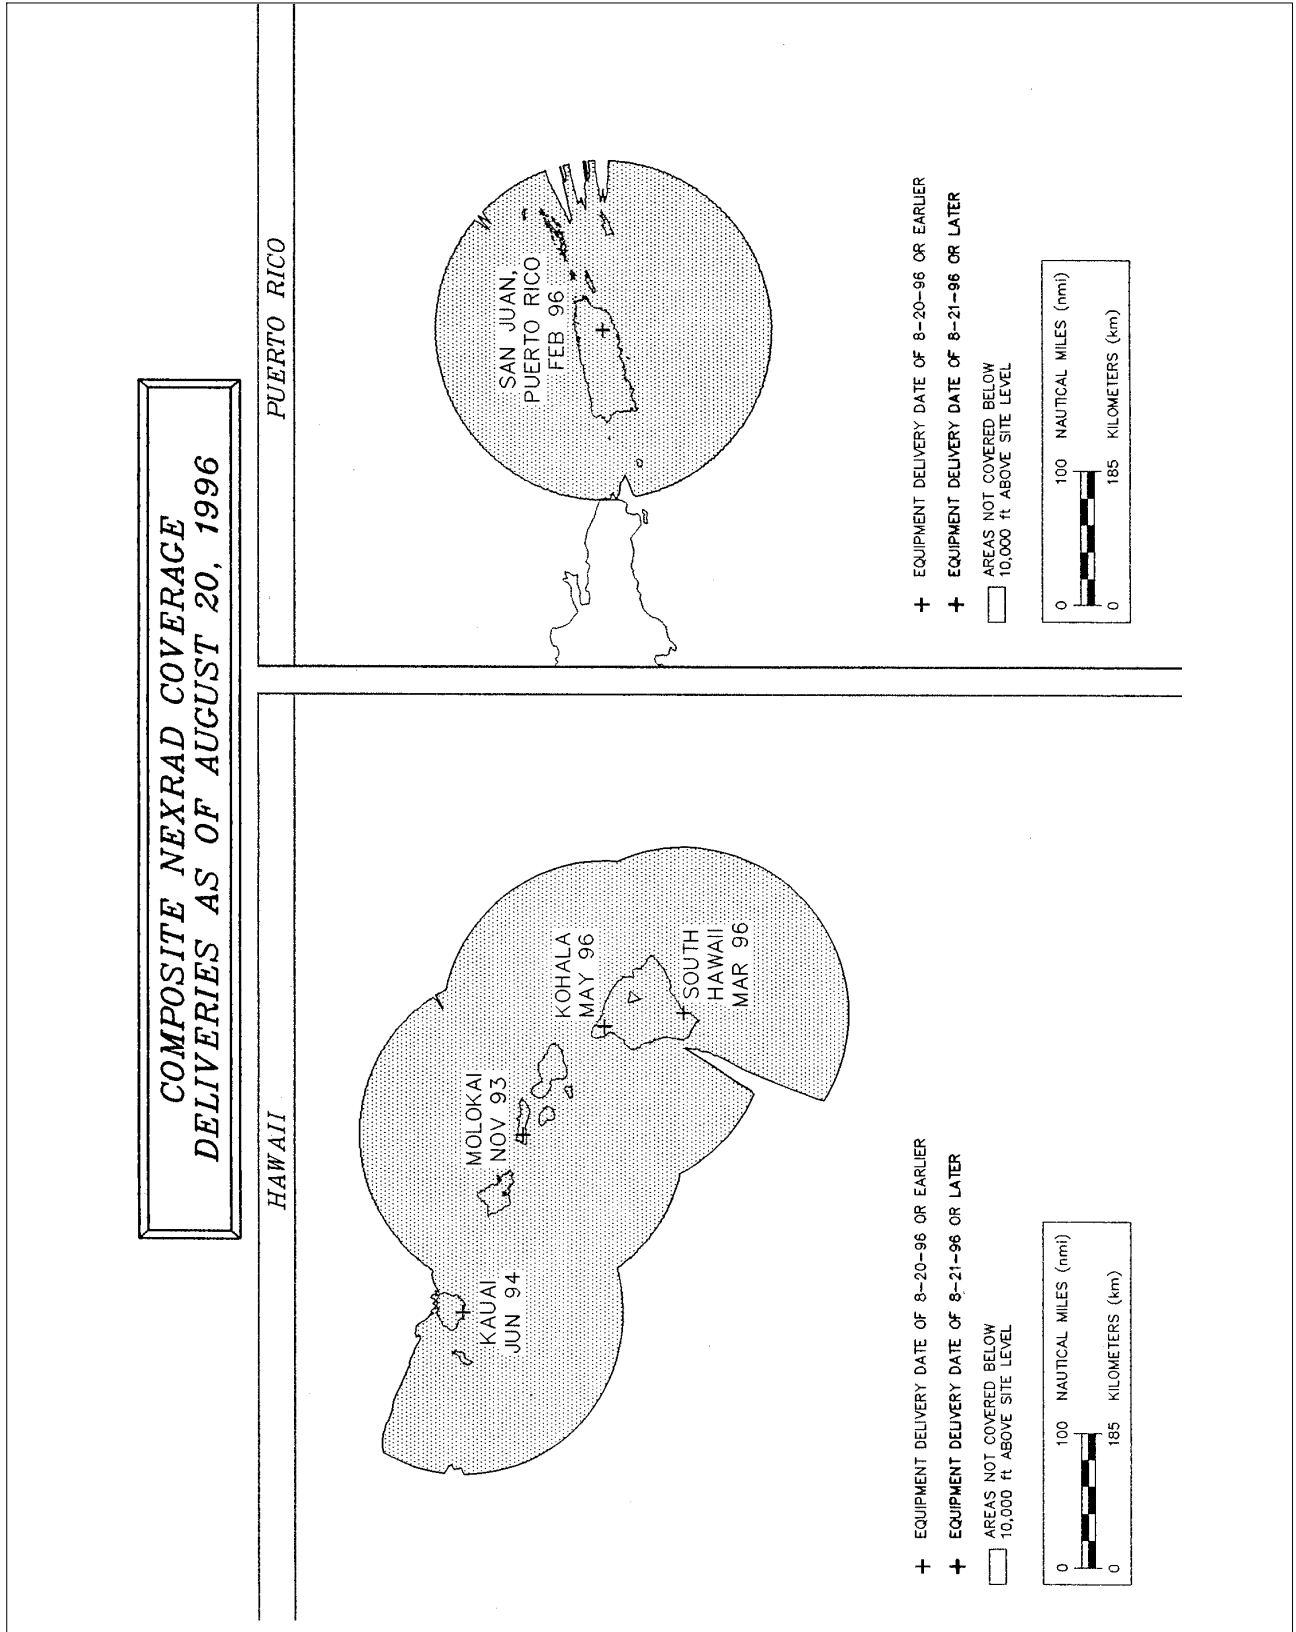 COMPOSITE NEXRAD COVERAGE
DELIVERIES AS OF AUGUST 20, 1996
HAWAII
KAUAI
JUN 94
MOLOKAI
NOV 93
KOHALA
MAY 96
SOUTH
HAWAII
MAR 96
+ EQUIPMENT DELIVERY DATE OF 8-20-96 OR EARLIER
+ EQUIPMENT DELIVERY DATE OF 8-21-96 OR LATER
AREAS NOT COVERED BELOW
10,000 ft ABOVE SITE LEVEL
0 100 NAUTICAL MILES (nmi)
0 185 KILOMETERS (km)
PUERTO RICO
SAN JUAN,
PUERTO RICO
FEB 96
+ EQUIPMENT DELIVERY DATE OF 8-20-96 OR EARLIER
+ EQUIPMENT DELIVERY DATE OF 8-21-96 OR LATER
AREAS NOT COVERED BELOW
10,000 ft ABOVE SITE LEVEL
0 100 NAUTICAL MILES (nmi)
0 185 KILOMETERS (km)